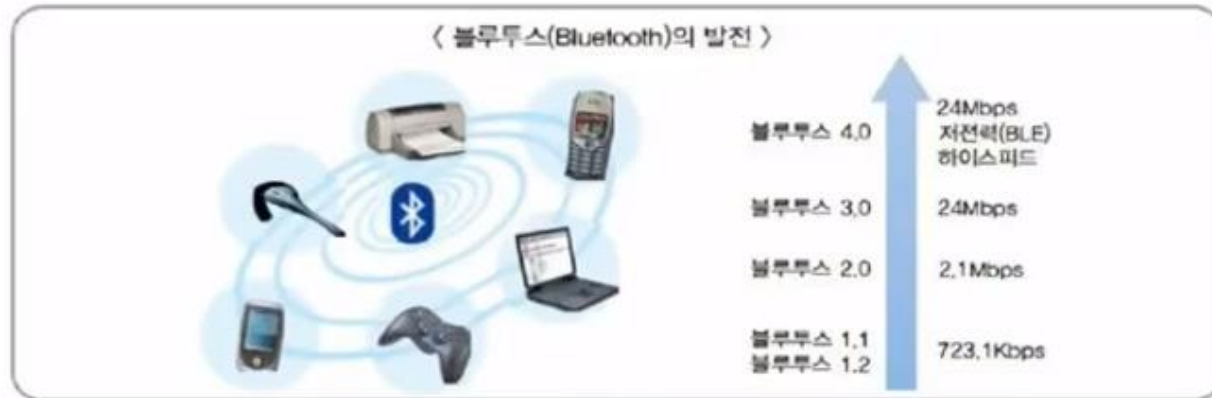 〈 블루투스(Bluetooth)의 발전 〉
블루투스 4.0
24Mbps
저전력(BLE)
하이스피드
블루투스 3.0
24Mbps
블루투스 2.0
2.1Mbps
블루투스 1.1
블루투스 1.2
723.1Kbps